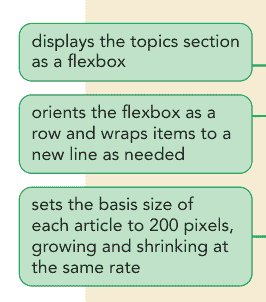 displays the topics section
as a flexbox
orients the flexbox as a
row and wraps items to a
new line as needed
sets the basis size of
each article to 200 pixels,
growing and shrinking at
the same rate